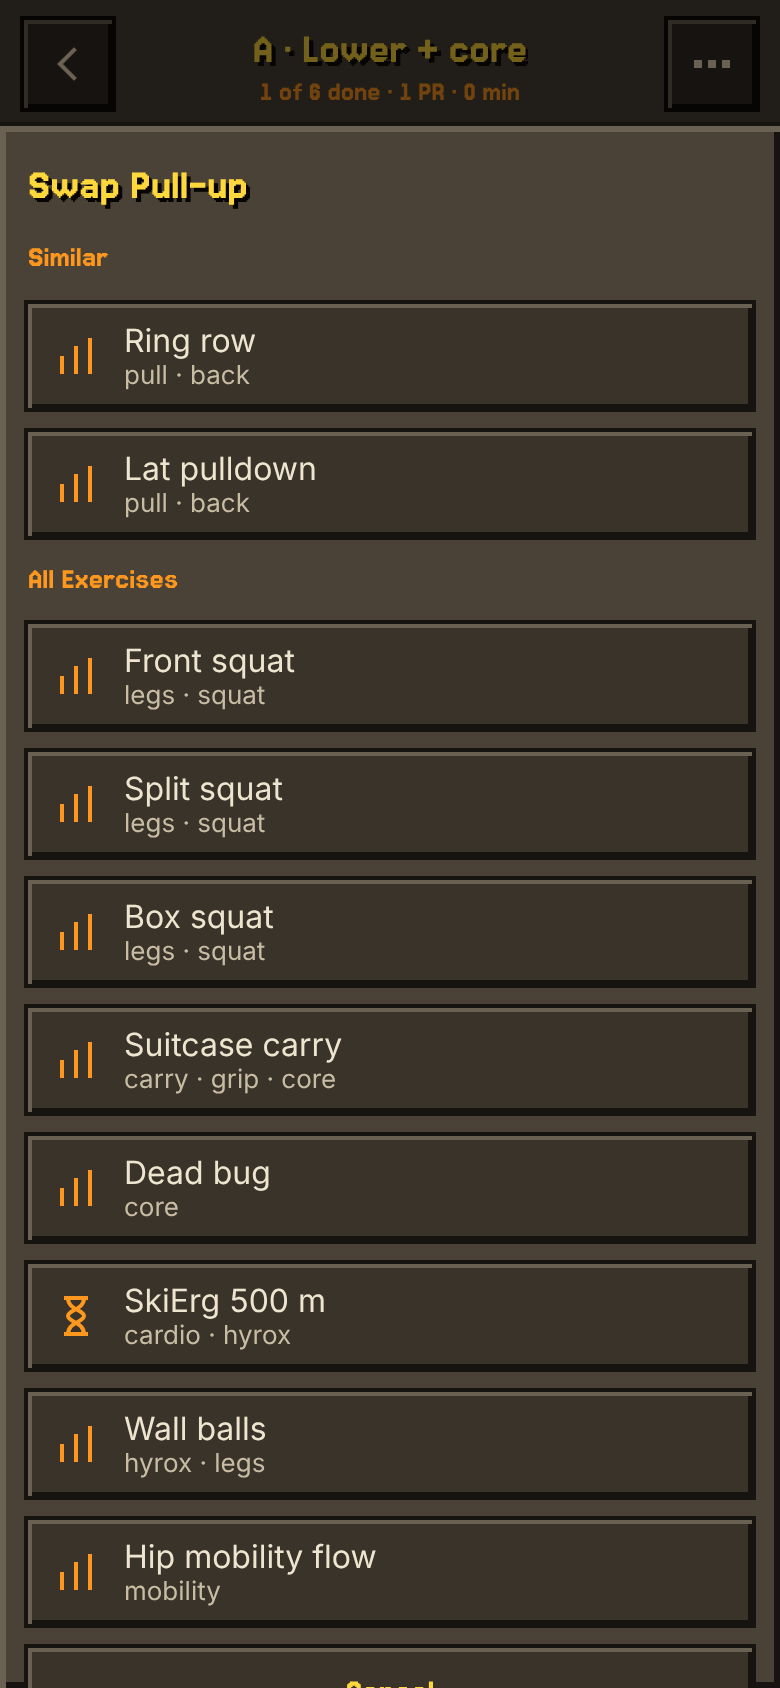 A · Lower + core
1 of 6 done · 1 PR · 0 min
Swap Pull-up
Similar
Ring row
pull · back
Lat pulldown
pull · back
All Exercises
Front squat
legs · squat
Split squat
legs · squat
Box squat
legs · squat
Suitcase carry
carry · grip · core
Dead bug
core
SkiErg 500 m
cardio · hyrox
Wall balls
hyrox · legs
Hip mobility flow
mobility
Cancel